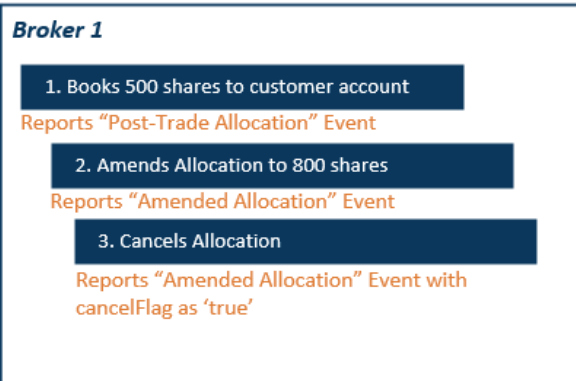 Broker 1
1. Books 500 shares to customer account
Reports “Post-Trade Allocation” Event
2. Amends Allocation to 800 shares
Reports “Amended Allocation” Event
3. Cancels Allocation
Reports “Amended Allocation” Event with
cancelFlag as ‘true’